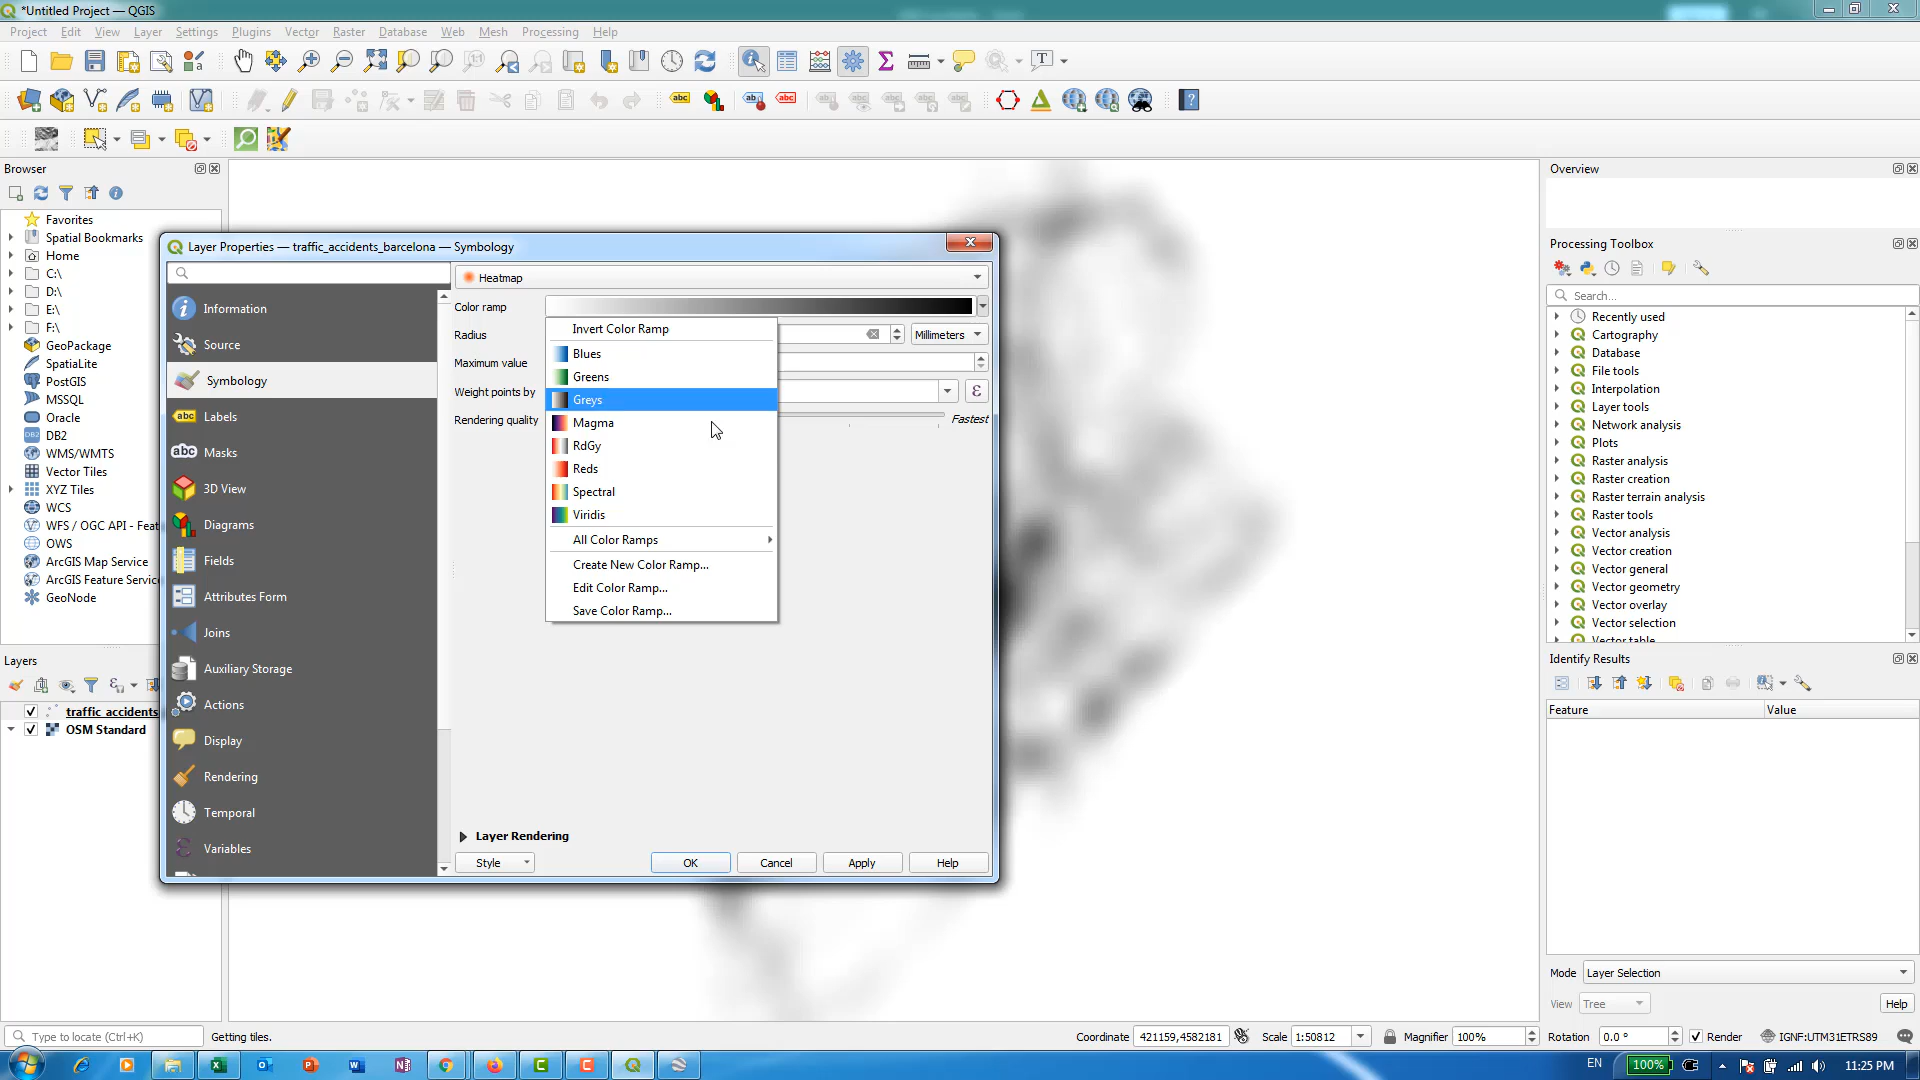 *Untitled Project — QGIS
Project Edit View Layer Settings Plugins Vector Raster Database Web Mesh Processing Help
Browser
Favorites
Spatial Bookmarks
Home
C:\
D:\
E:\
F:\
GeoPackage
SpatiaLite
PostGIS
MSSQL
Oracle
DB2
WMS/WMTS
Vector Tiles
XYZ Tiles
WCS
WFS / OGC API - Feat
OWS
ArcGIS Map Service
ArcGIS Feature Service
GeoNode
Layers
traffic_accidents
OSM Standard
Type to locate (Ctrl+K)
Getting tiles.
Layer Properties — traffic_accidents_barcelona — Symbology
Information
Source
Symbology
Labels
Masks
3D View
Diagrams
Fields
Attributes Form
Joins
Auxiliary Storage
Actions
Display
Rendering
Temporal
Variables
Heatmap
Color ramp
Radius
Millimeters
Maximum value
Weight points by
Rendering quality
Fastest
Invert Color Ramp
Blues
Greens
Greys
Magma
RdGy
Reds
Spectral
Viridis
All Color Ramps
Create New Color Ramp...
Edit Color Ramp...
Save Color Ramp...
Layer Rendering
Style
OK
Cancel
Apply
Help
Overview
Processing Toolbox
Search...
Recently used
Cartography
Database
File tools
Interpolation
Layer tools
Network analysis
Plots
Raster analysis
Raster creation
Raster terrain analysis
Raster tools
Vector analysis
Vector creation
Vector general
Vector geometry
Vector overlay
Vector selection
Vector table
Identify Results
Feature Value
Mode Layer Selection
View Tree
Help
Coordinate 421159,4582181 Scale 1:50812 Magnifier 100% Rotation 0.0 ° Render IGNF:UTM31ETRS89
EN 100% 11:25 PM